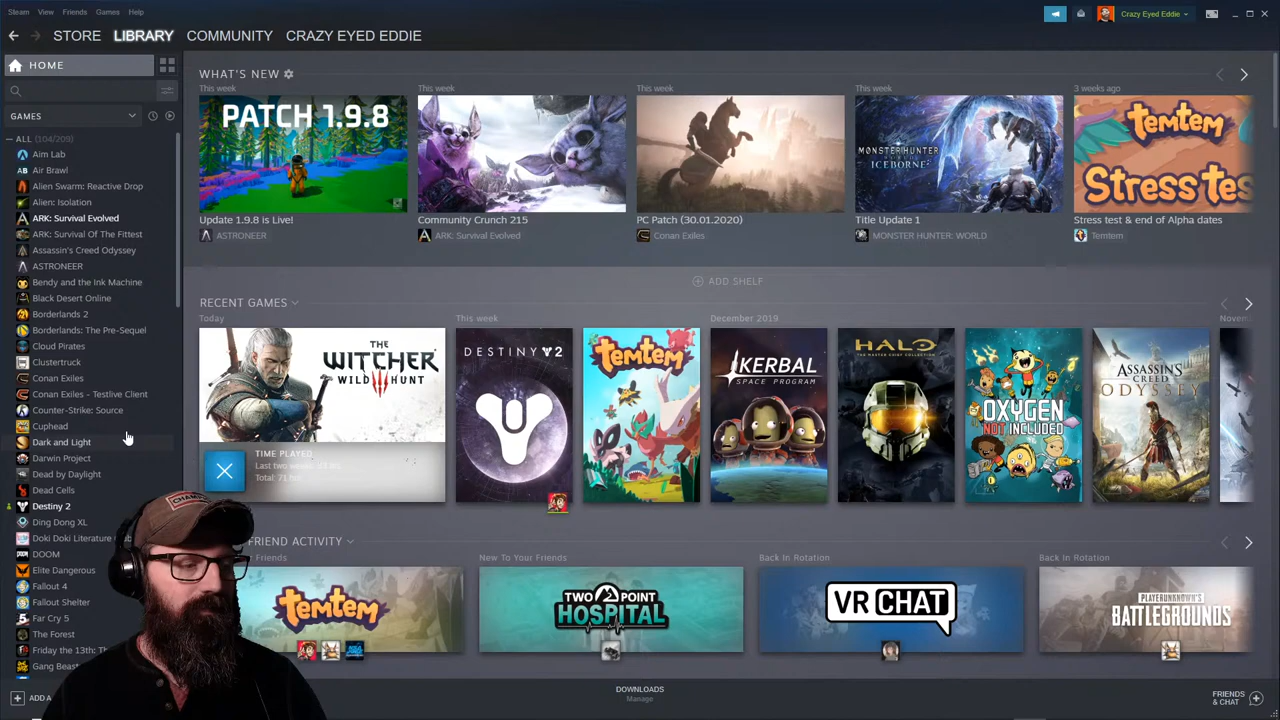 Steam View Friends Games Help
Crazy Eyed Eddie
STORE LIBRARY COMMUNITY CRAZY EYED EDDIE
HOME
GAMES
ALL (104/209)
Aim Lab
Air Brawl
Alien Swarm: Reactive Drop
Alien: Isolation
ARK: Survival Evolved
ARK: Survival Of The Fittest
Assassin's Creed Odyssey
ASTRONEER
Bendy and the Ink Machine
Black Desert Online
Borderlands 2
Borderlands: The Pre-Sequel
Cloud Pirates
Clustertruck
Conan Exiles
Conan Exiles - Testlive Client
Counter-Strike: Source
Cuphead
Dark and Light
Darwin Project
Dead by Daylight
Dead Cells
Destiny 2
Ding Dong XL
Doki Doki Literature
DOOM
Elite Dangerous
Fallout 4
Fallout Shelter
Far Cry 5
The Forest
Friday the 13th:
Gang Beas
ADD A
WHAT'S NEW
This week
PATCH 1.9.8
Update 1.9.8 is Live!
ASTRONEER
This week
Community Crunch 215
ARK: Survival Evolved
This week
PC Patch (30.01.2020)
Conan Exiles
This week
MONSTER HUNTER
WORLD
ICEBORNE
Title Update 1
MONSTER HUNTER: WORLD
3 weeks ago
temtem
Stress tes
Stress test & end of Alpha dates
Temtem
ADD SHELF
RECENT GAMES
Today
THE
WITCHER
WILD HUNT
TIME PLAYED
Last two weeks:
Total: 71
This week
DESTINY 2
temtem
December 2019
KERBAL
SPACE PROGRAM
HALO
THE MASTER CHIEF COLLECTION
OXYGEN
NOT INCLUDED
ASSASSIN'S
CREED
ODYSSEY
Novem
FRIEND ACTIVITY
Friends
temtem
New To Your Friends
TWO POINT
HOSPITAL
Back In Rotation
VR CHAT
Back In Rotation
PLAYERUNKNOWN'S
BATTLEGROUNDS
DOWNLOADS
Manage
FRIENDS
& CHAT